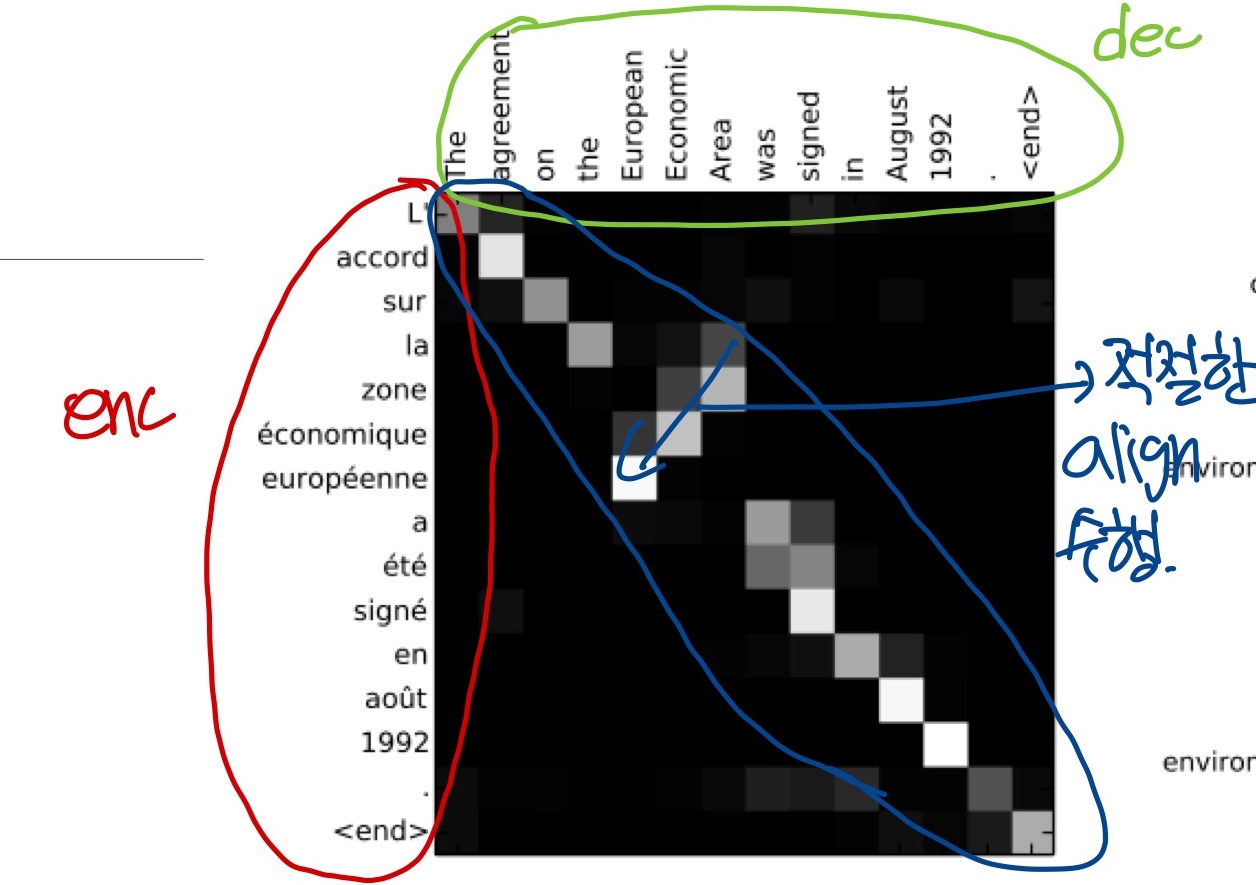 dec
The agreement on the European Economic Area was signed in August 1992 . <end>
L'
accord
sur
la
zone
économique
européenne
a
été
signé
en
août
1992
.
<end>
enc
적절한
align
수행.
environ
environ